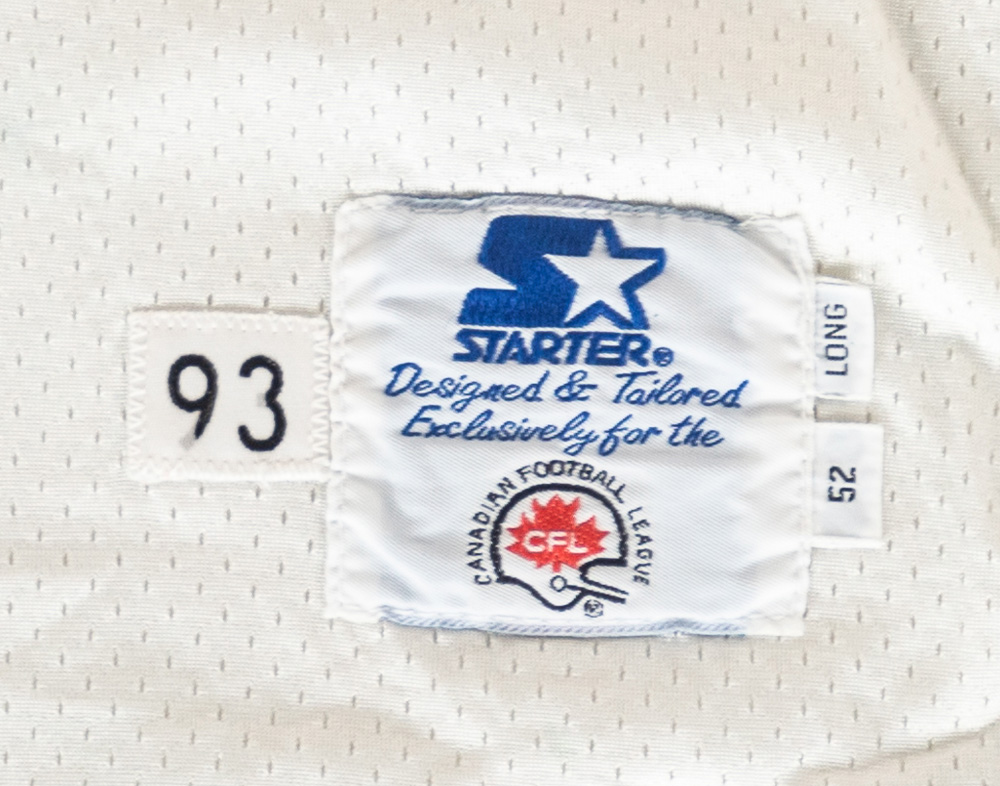 93
STARTER®
Designed & Tailored
Exclusively for the
CANADIAN FOOTBALL LEAGUE
CFL
®
LONG
52